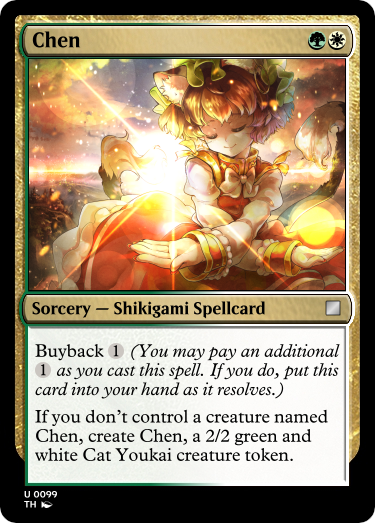 Chen
Sorcery — Shikigami Spellcard
Buyback 1 (You may pay an additional
1 as you cast this spell. If you do, put this
card into your hand as it resolves.)
If you don't control a creature named
Chen, create Chen, a 2/2 green and
white Cat Youkai creature token.
U 0099
TH